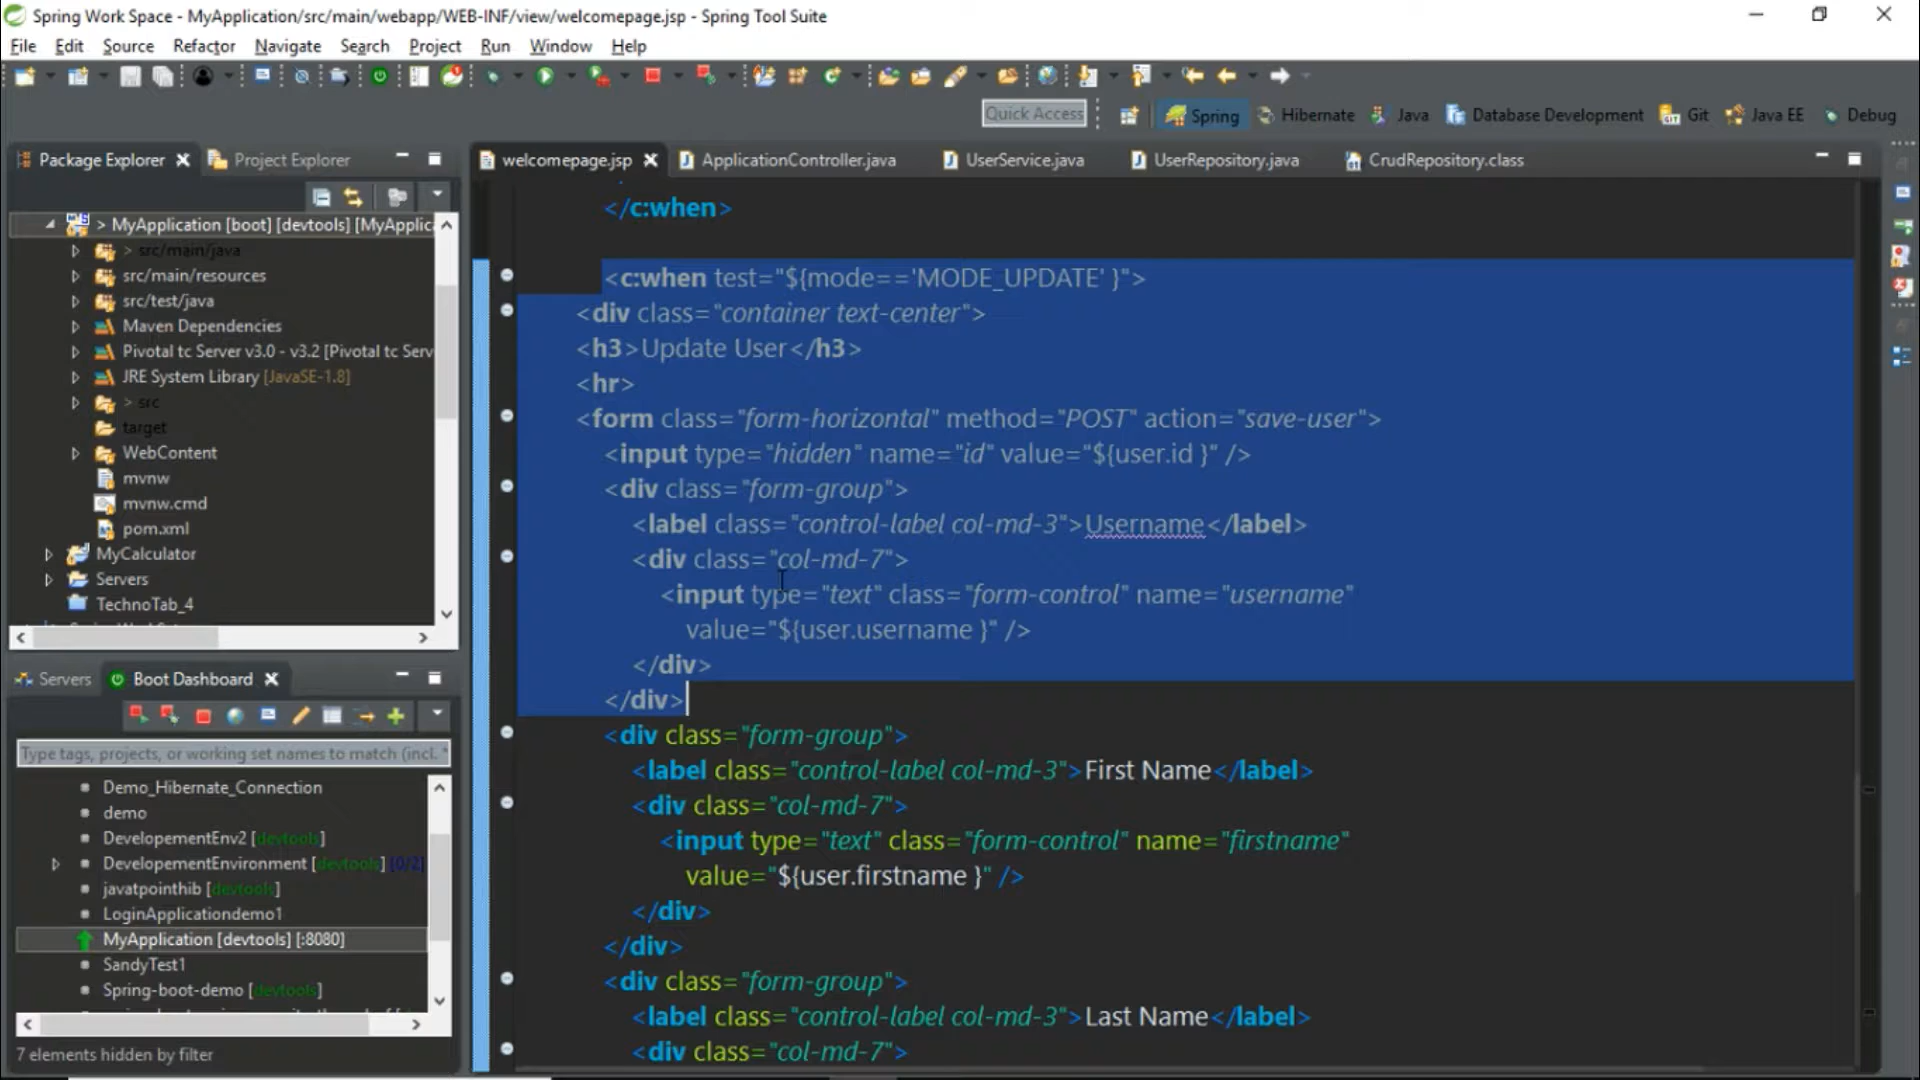 Spring Work Space - MyApplication/src/main/webapp/WEB-INF/view/welcomepage.jsp - Spring Tool Suite
File Edit Source Refactor Navigate Search Project Run Window Help
Quick Access Spring Hibernate Java Database Development Git Java EE Debug
Package Explorer Project Explorer
> MyApplication [boot] [devtools] [MyApplic
> src/main/java
src/main/resources
src/test/java
Maven Dependencies
Pivotal tc Server v3.0 - v3.2 [Pivotal tc Serv
JRE System Library [JavaSE-1.8]
> src
target
WebContent
mvnw
mvnw.cmd
pom.xml
MyCalculator
Servers
TechnoTab_4
Servers Boot Dashboard
Type tags, projects, or working set names to match (incl. *
Demo_Hibernate_Connection
demo
DevelopementEnv2 [devtools]
DevelopementEnvironment [devtools] [0/2]
javatpointhib [devtools]
LoginApplicationdemo1
MyApplication [devtools] [:8080]
SandyTest1
Spring-boot-demo [devtools]
7 elements hidden by filter
welcomepage.jsp ApplicationController.java UserService.java UserRepository.java CrudRepository.class
</c:when>
<c:when test="${mode=='MODE_UPDATE' }">
<div class="container text-center">
<h3>Update User</h3>
<hr>
<form class="form-horizontal" method="POST" action="save-user">
<input type="hidden" name="id" value="${user.id }" />
<div class="form-group">
<label class="control-label col-md-3">Username</label>
<div class="col-md-7">
<input type="text" class="form-control" name="username"
value="${user.username }" />
</div>
</div>
<div class="form-group">
<label class="control-label col-md-3">First Name</label>
<div class="col-md-7">
<input type="text" class="form-control" name="firstname"
value="${user.firstname }" />
</div>
</div>
<div class="form-group">
<label class="control-label col-md-3">Last Name</label>
<div class="col-md-7">